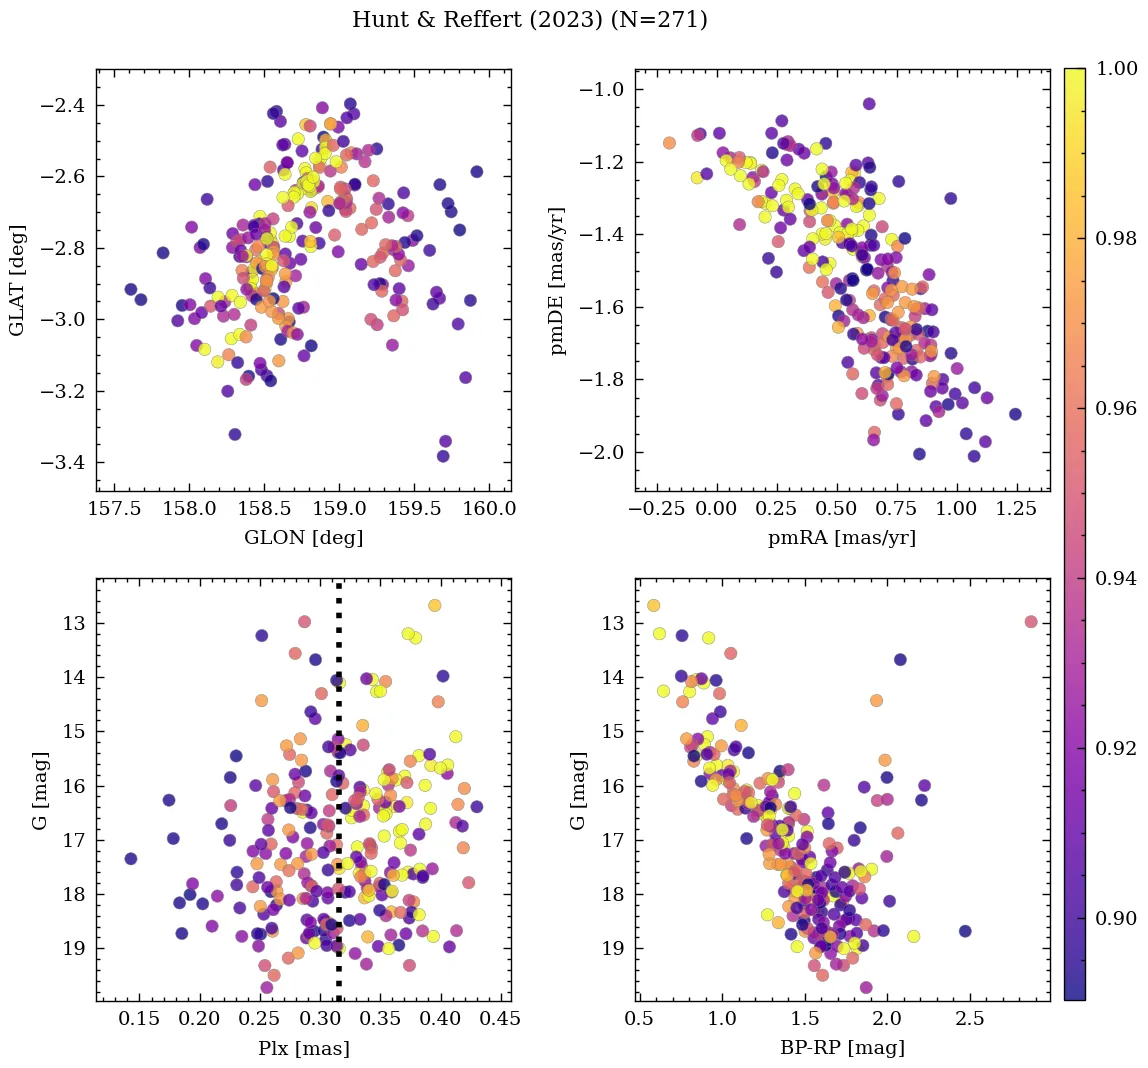 Hunt & Reffert (2023) (N=271)
−2.4
−2.6
−2.8
−3.0
−3.2
−3.4
GLAT [deg]
157.5 158.0 158.5 159.0 159.5 160.0
GLON [deg]
−1.0
−1.2
−1.4
−1.6
−1.8
−2.0
pmDE [mas/yr]
−0.25 0.00 0.25 0.50 0.75 1.00 1.25
pmRA [mas/yr]
1.00
0.98
0.96
0.94
0.92
0.90
13
14
15
16
17
18
19
G [mag]
0.15 0.20 0.25 0.30 0.35 0.40 0.45
Plx [mas]
13
14
15
16
17
18
19
G [mag]
0.5 1.0 1.5 2.0 2.5
BP-RP [mag]